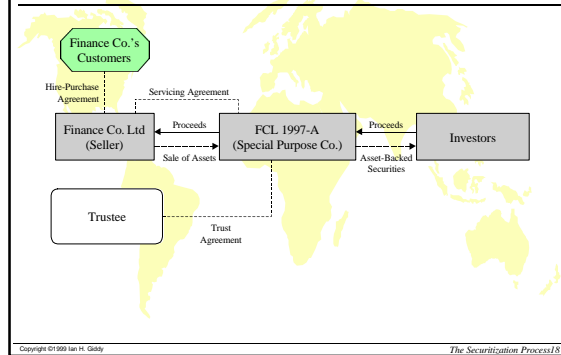 Finance Co.'s
Customers
Hire-Purchase
Agreement
Servicing Agreement
Finance Co. Ltd
(Seller)
Proceeds
Sale of Assets
FCL 1997-A
(Special Purpose Co.)
Proceeds
Asset-Backed
Securities
Investors
Trustee
Trust
Agreement
Copyright ©1999 Ian H. Giddy
The Securitization Process18